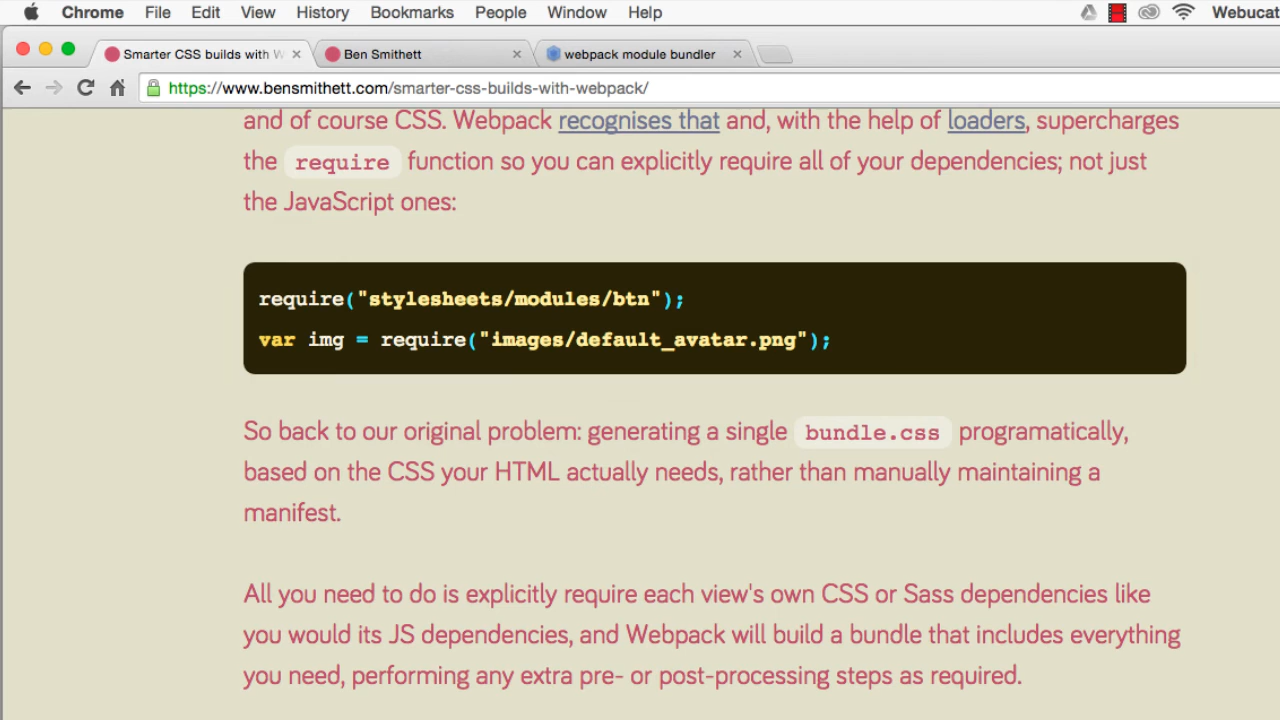 Chrome File Edit View History Bookmarks People Window Help Webucat
Smarter CSS builds with W Ben Smithett webpack module bundler
https://www.bensmithett.com/smarter-css-builds-with-webpack/
and of course CSS. Webpack recognises that and, with the help of loaders, supercharges
the require function so you can explicitly require all of your dependencies; not just
the JavaScript ones:
require("stylesheets/modules/btn");
var img = require("images/default_avatar.png");
So back to our original problem: generating a single bundle.css programatically,
based on the CSS your HTML actually needs, rather than manually maintaining a
manifest.
All you need to do is explicitly require each view's own CSS or Sass dependencies like
you would its JS dependencies, and Webpack will build a bundle that includes everything
you need, performing any extra pre- or post-processing steps as required.